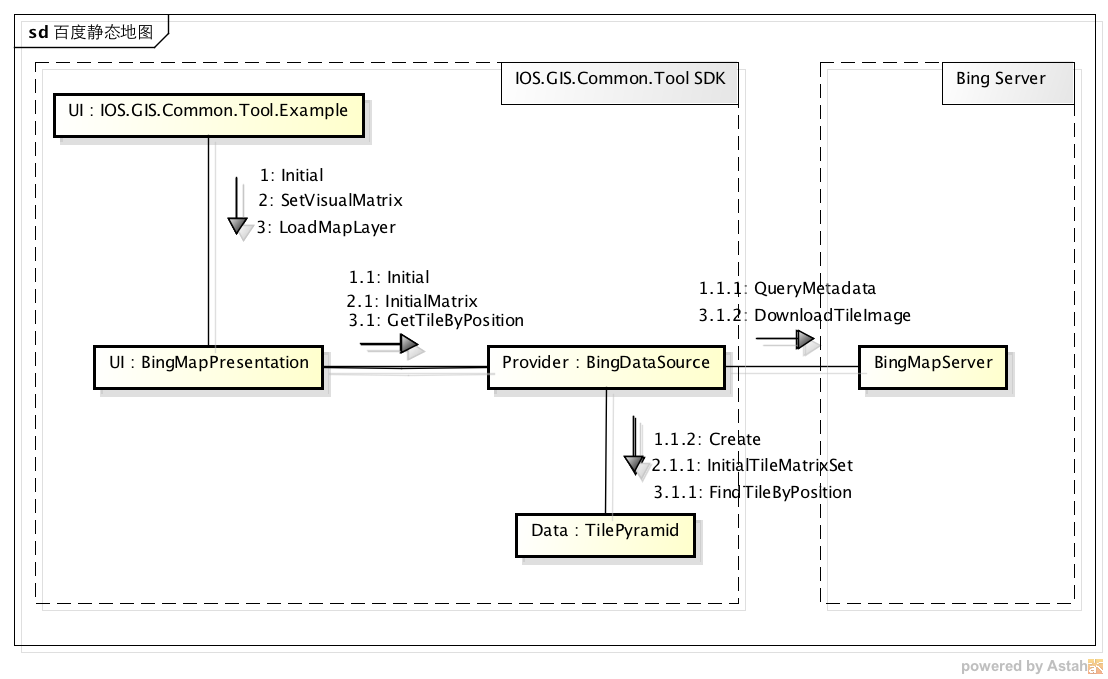 sd 百度静态地图
IOS.GIS.Common.Tool SDK
Bing Server
UI : IOS.GIS.Common.Tool.Example
1: Initial
2: SetVisualMatrix
3: LoadMapLayer
1.1: Initial
2.1: InitialMatrix
3.1: GetTileByPosition
1.1.1: QueryMetadata
3.1.2: DownloadTileImage
UI : BingMapPresentation
Provider : BingDataSource
BingMapServer
1.1.2: Create
2.1.1: InitialTileMatrixSet
3.1.1: FindTileByPosition
Data : TilePyramid
powered by Astah